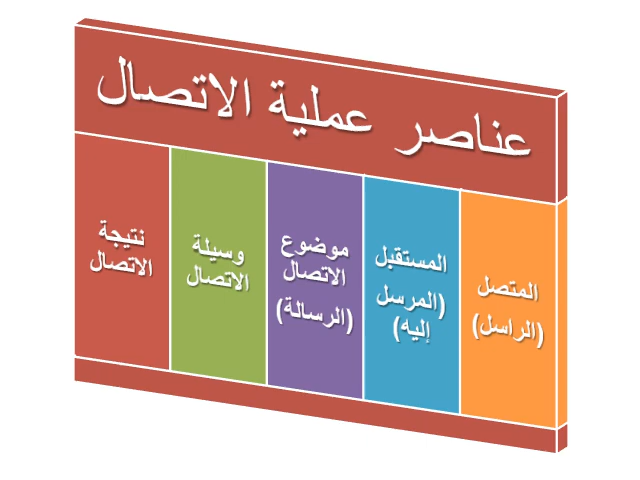 عناصر عملية الاتصال
المتصل
(الراسل)
المستقبل
(المرسل
إليه)
موضوع
الاتصال
(الرسالة)
وسيلة
الاتصال
نتيجة
الاتصال